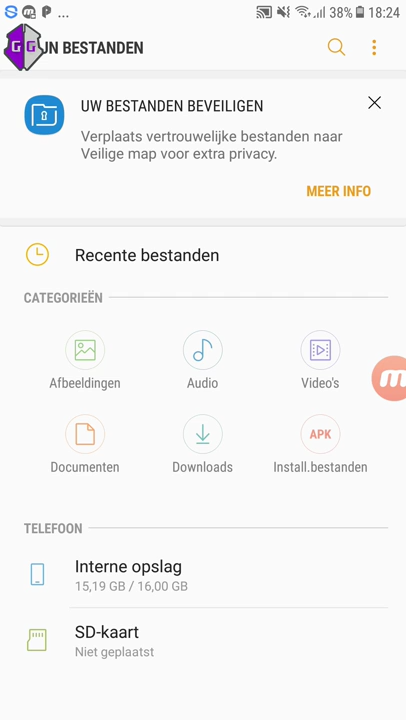 ... 38% 18:24
GG JN BESTANDEN
UW BESTANDEN BEVEILIGEN
Verplaats vertrouwelijke bestanden naar
Veilige map voor extra privacy.
MEER INFO
Recente bestanden
CATEGORIEËN
Afbeeldingen Audio Video's
APK
Documenten Downloads Install.bestanden
TELEFOON
Interne opslag
15,19 GB / 16,00 GB
SD-kaart
Niet geplaatst